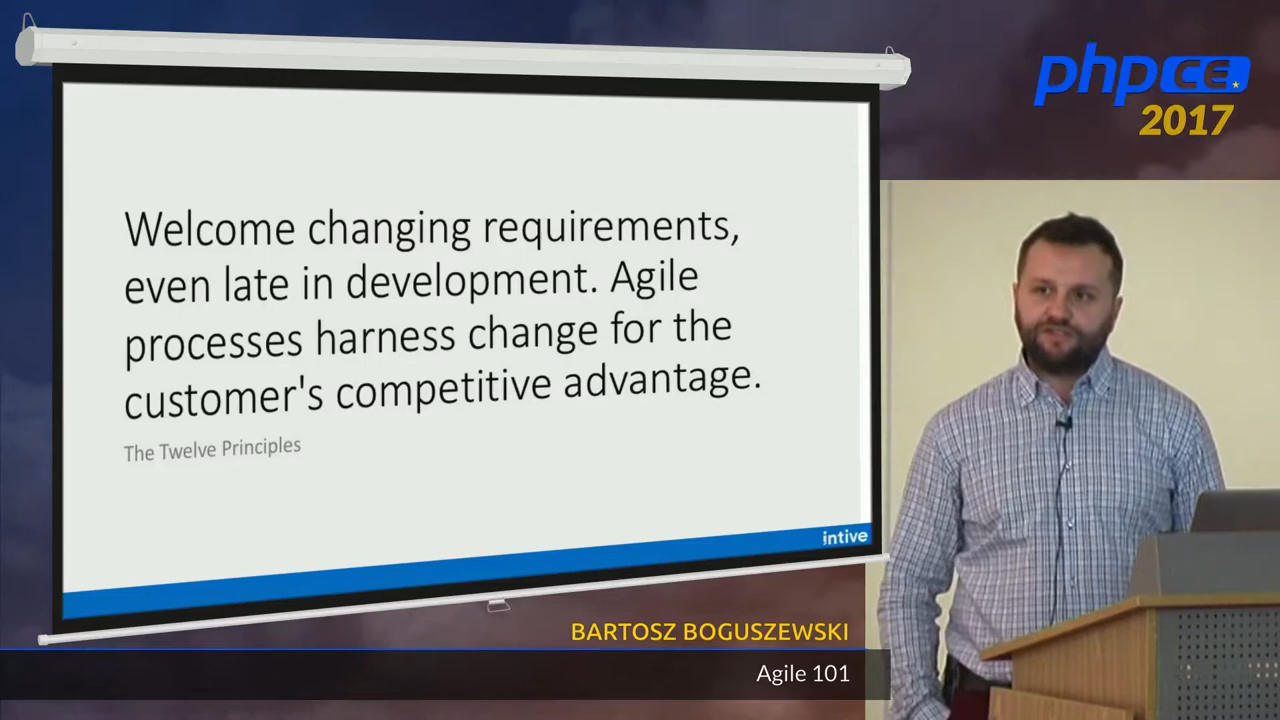 phpCE
2017
Welcome changing requirements,
even late in development. Agile
processes harness change for the
customer's competitive advantage.
The Twelve Principles
intive
BARTOSZ BOGUSZEWSKI
Agile 101